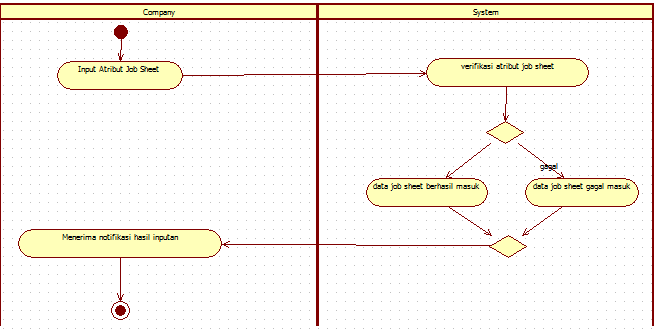 Company
System
Input Atribut Job Sheet
verifikasi atribut job sheet
gagal
data job sheet berhasil masuk
data job sheet gagal masuk
Menerima notifikasi hasil inputan